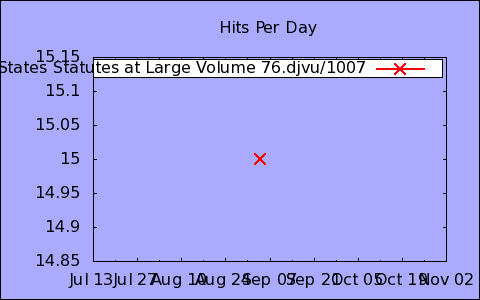 Hits Per Day
States Statutes at Large Volume 76.djvu/1007
15.15
15.1
15.05
15
14.95
14.9
14.85
Jul 13 Jul 27 Aug 10 Aug 24 Sep 07 Sep 21 Oct 05 Oct 19 Nov 02